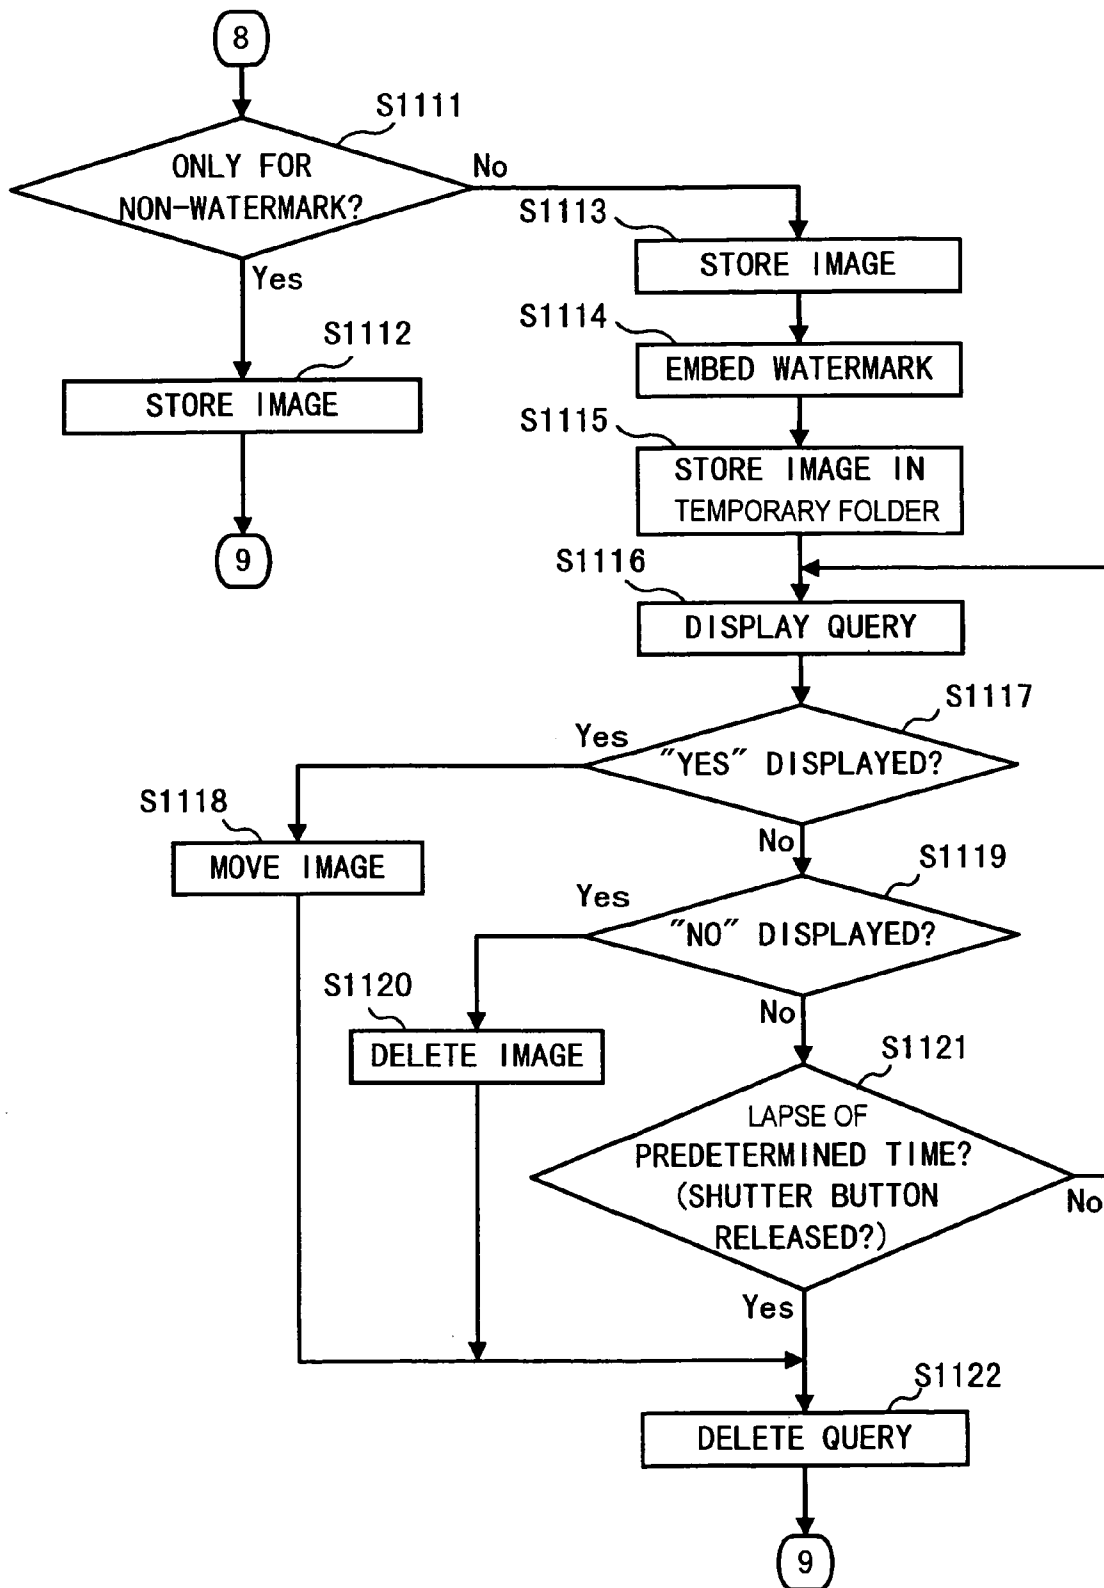 8
S1111
ONLY FOR
NON-WATERMARK?
No
Yes
S1112
STORE IMAGE
9
S1113
STORE IMAGE
S1114
EMBED WATERMARK
S1115
STORE IMAGE IN
TEMPORARY FOLDER
S1116
DISPLAY QUERY
S1117
"YES" DISPLAYED?
Yes
No
S1118
MOVE IMAGE
S1119
"NO" DISPLAYED?
Yes
No
S1120
DELETE IMAGE
S1121
LAPSE OF
PREDETERMINED TIME?
(SHUTTER BUTTON
RELEASED?)
No
Yes
S1122
DELETE QUERY
9